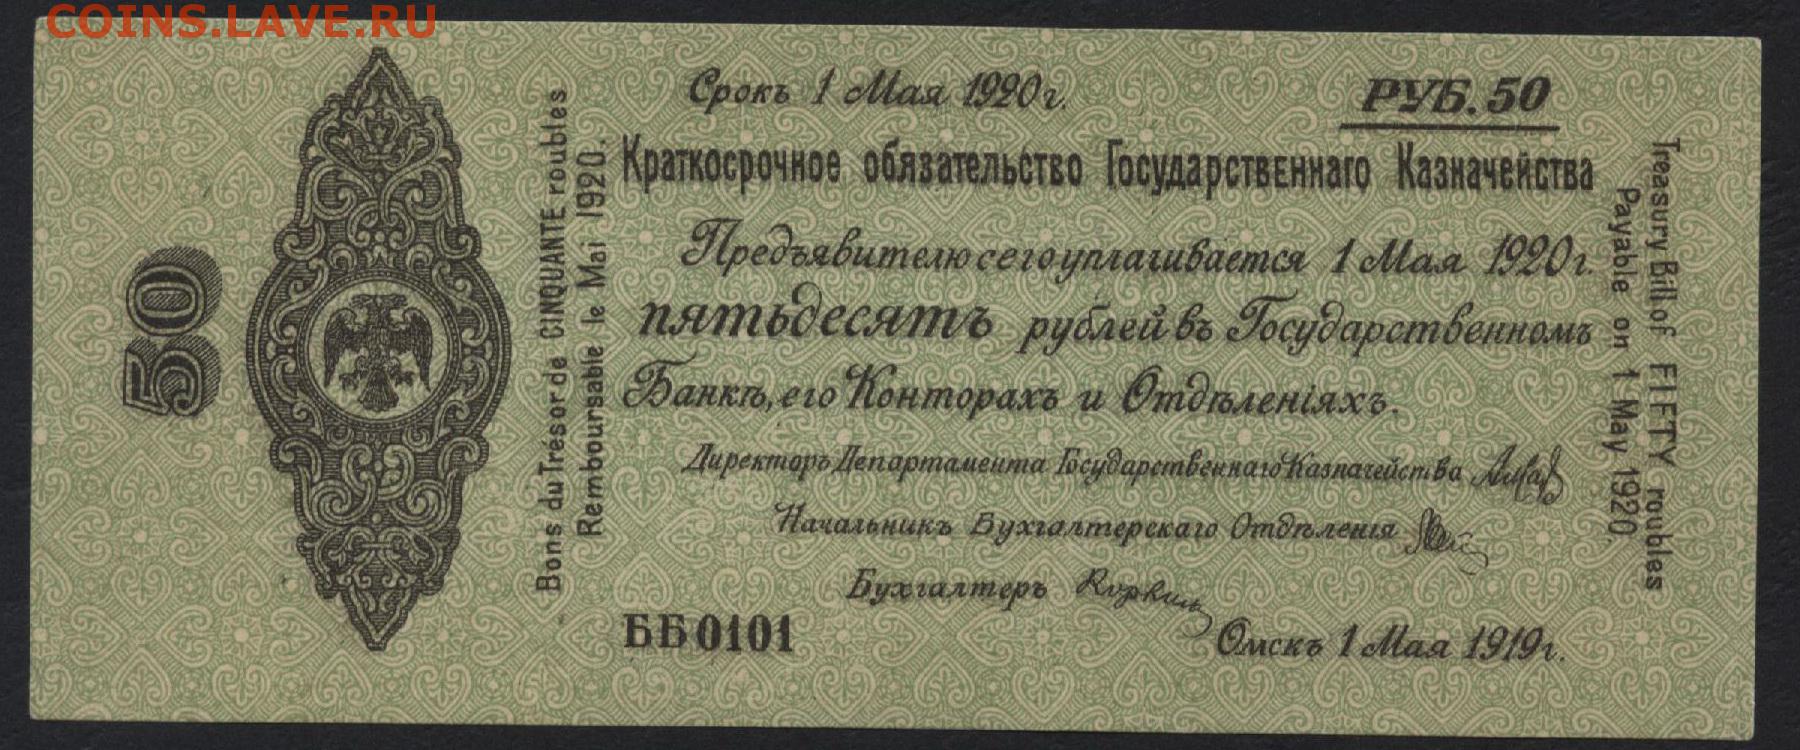 COINS.LAVE.RU
50
Bons du Trésor de CINQUANTE roubles
Remboursable le Mai 1920.
Срокъ 1 Мая 1920 г.
РУБ. 50
Краткосрочное обязательство Государственнаго Казначейства
Предъявителю сего уплачивается 1 Мая 1920 г.
пятьдесятъ рублей въ Государственномъ
Банкѣ, его Конторахъ и Отдѣленіяхъ.
Директоръ Департамента Государственнаго Казначейства
Начальникъ Бухгалтерскаго Отдѣленія
Бухгалтеръ
ББ0101
Омскъ 1 Мая 1919 г.
Treasury Bill of FIFTY roubles
Payable on 1 May 1920.